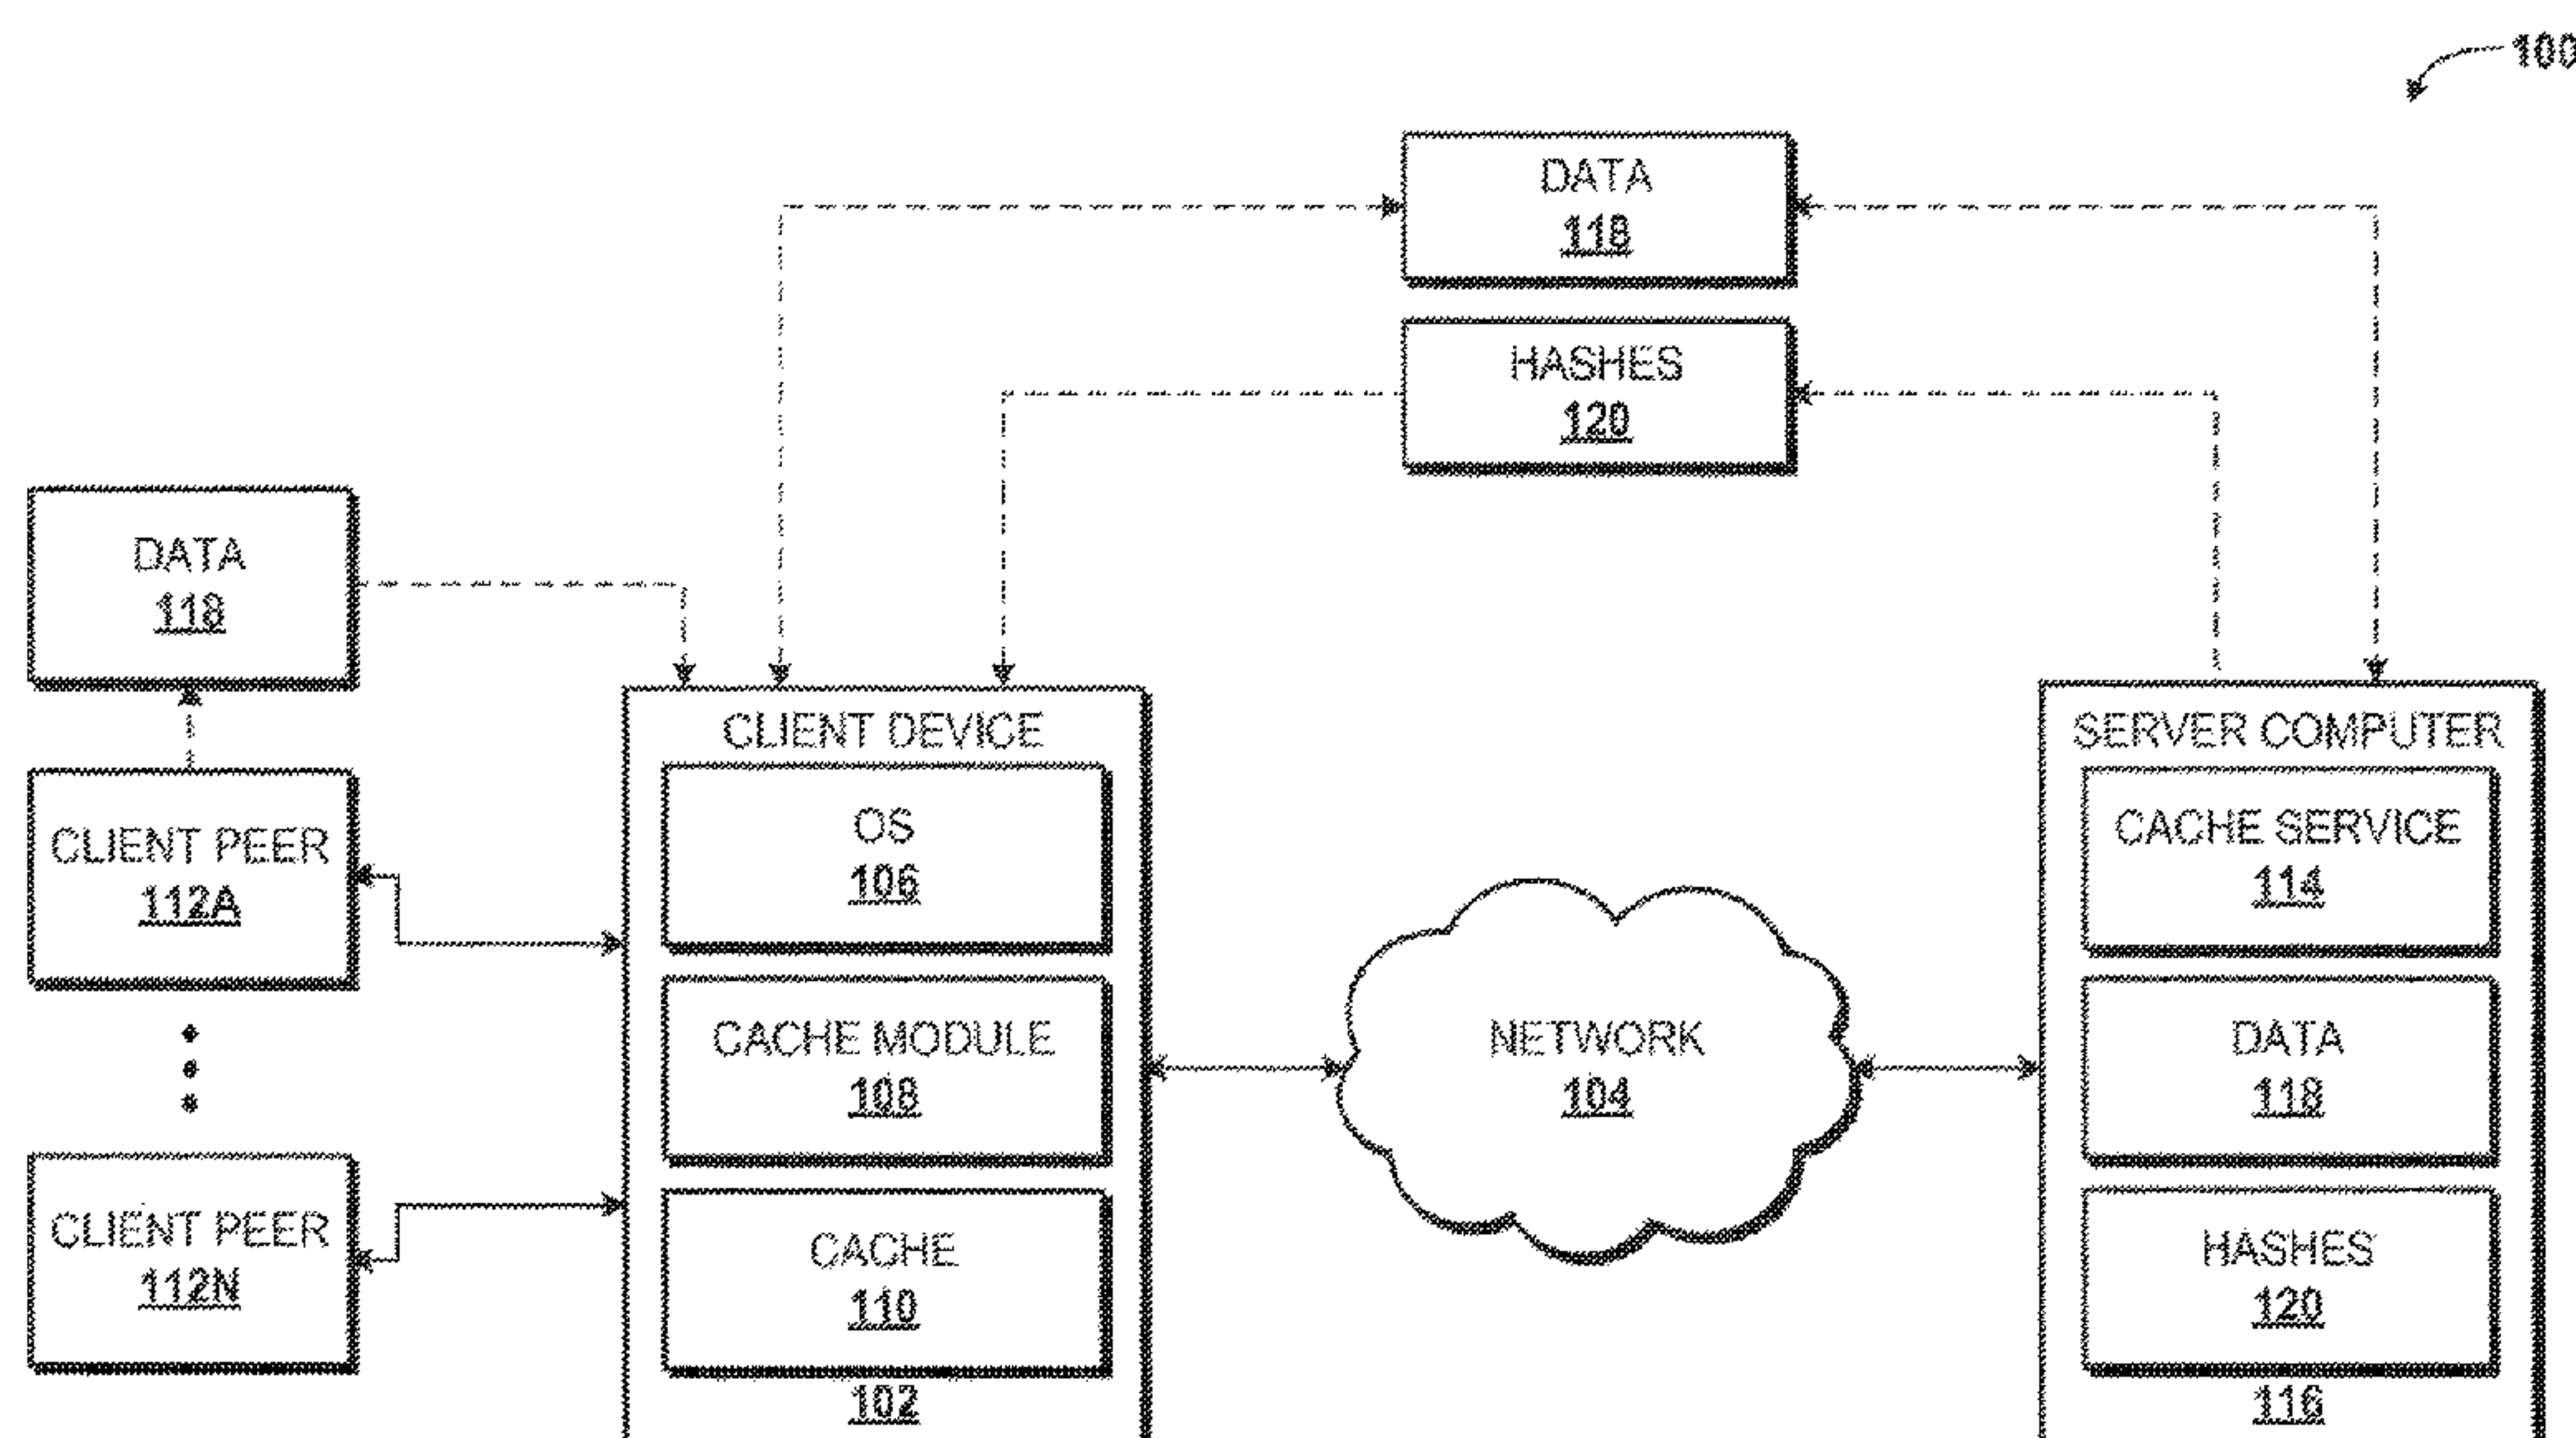 100
DATA
118
HASHES
120
DATA
118
CLIENT PEER
112A
CLIENT PEER
112N
CLIENT DEVICE
OS
106
CACHE MODULE
108
CACHE
110
102
NETWORK
104
SERVER COMPUTER
CACHE SERVICE
114
DATA
118
HASHES
120
116